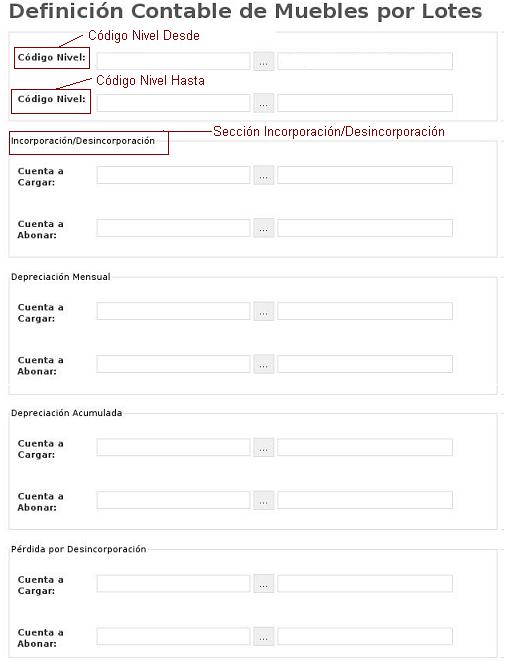 Definición Contable de Muebles por Lotes
Código Nivel Desde
Código Nivel:
...
Código Nivel Hasta
Código Nivel:
...
Sección Incorporación/Desincorporación
Incorporación/Desincorporación
Cuenta a
Cargar:
...
Cuenta a
Abonar:
...
Depreciación Mensual
Cuenta a
Cargar:
...
Cuenta a
Abonar:
...
Depreciación Acumulada
Cuenta a
Cargar:
...
Cuenta a
Abonar:
...
Pérdida por Desincorporación
Cuenta a
Cargar:
...
Cuenta a
Abonar:
...